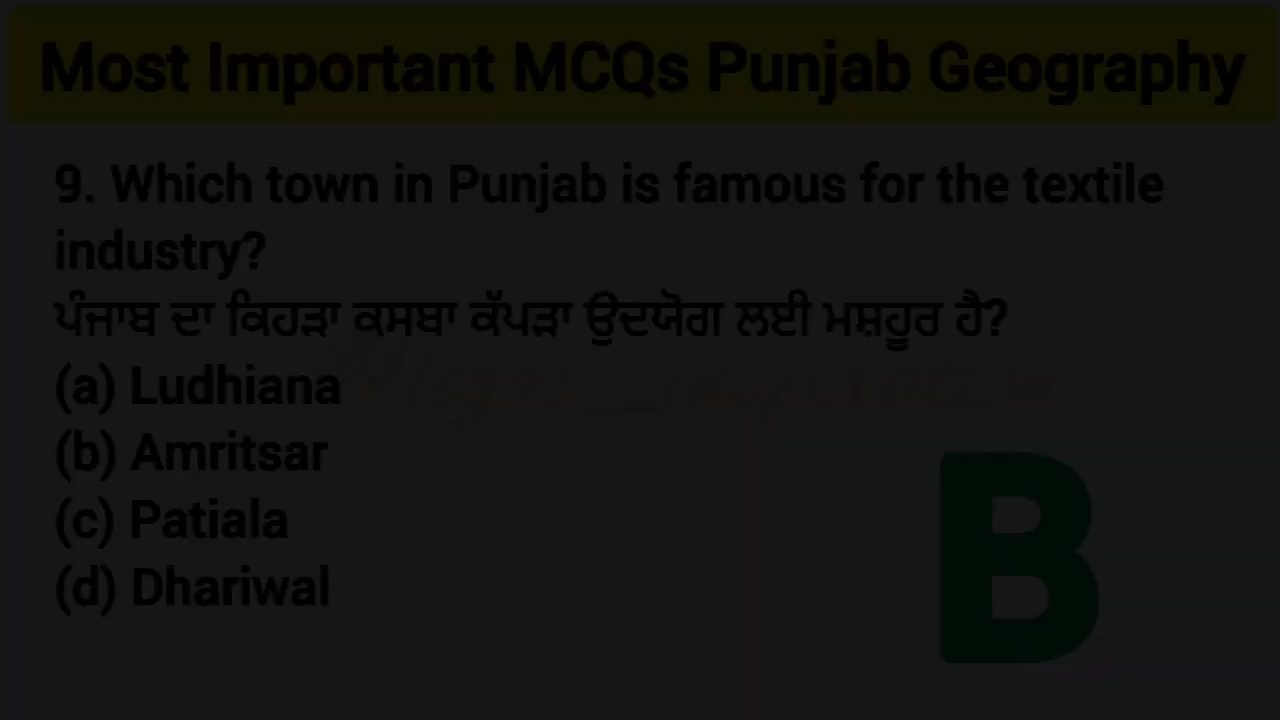 Most Important MCQs Punjab Geography
9. Which town in Punjab is famous for the textile
industry?
ਪੰਜਾਬ ਦਾ ਕਿਹੜਾ ਕਸਬਾ ਕੱਪੜਾ ਉਦਯੋਗ ਲਈ ਮਸ਼ਹੂਰ ਹੈ?
(a) Ludhiana
(b) Amritsar
(c) Patiala
(d) Dhariwal
B